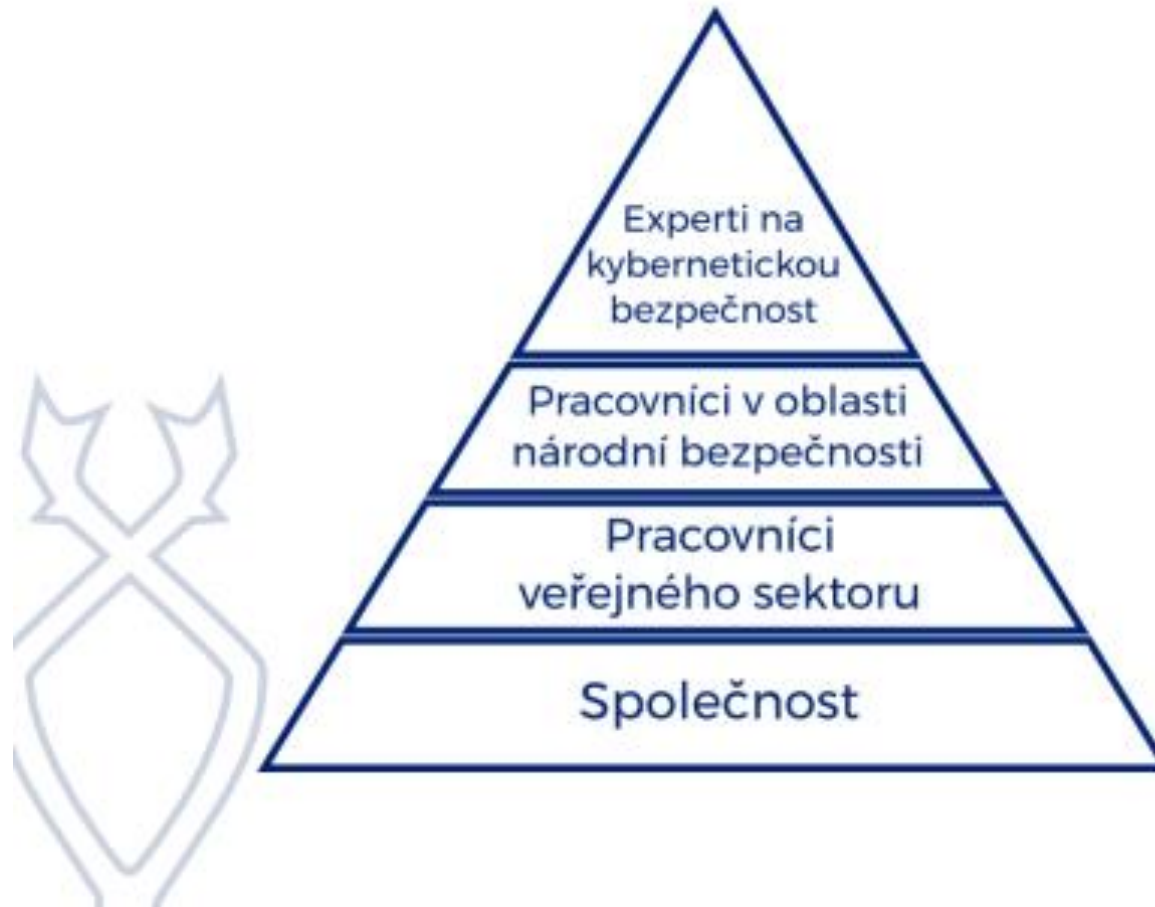 Experti na
kybernetickou
bezpečnost
Pracovníci v oblasti
národní bezpečnosti
Pracovníci
veřejného sektoru
Společnost